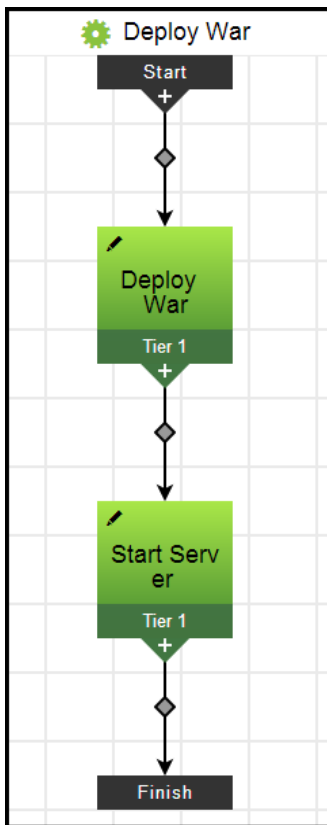 Deploy War
Start
+
Deploy
War
Tier 1
+
Start Serv
er
Tier 1
+
Finish